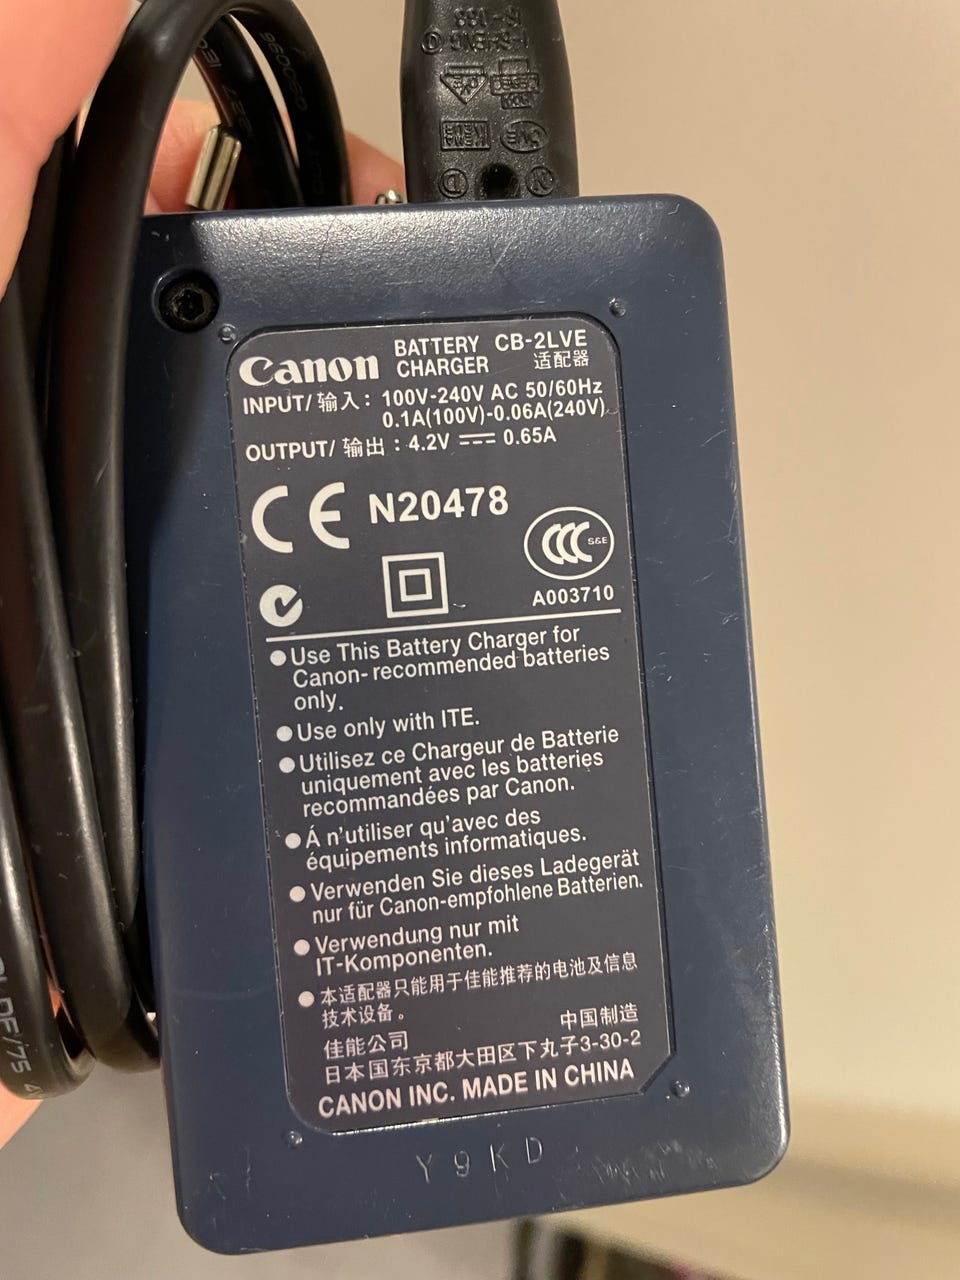 Canon BATTERY CHARGER CB-2LVE 适配器
INPUT/输入: 100V-240V AC 50/60Hz
0.1A(100V)-0.06A(240V)
OUTPUT/输出: 4.2V 0.65A
CE N20478
CCC S&E
A003710
●Use This Battery Charger for
Canon-recommended batteries
only.
●Use only with ITE.
●Utilisez ce Chargeur de Batterie
uniquement avec les batteries
recommandées par Canon.
●Á n'utiliser qu'avec des
équipements informatiques.
●Verwenden Sie dieses Ladegerät
nur für Canon-empfohlene Batterien.
●Verwendung nur mit
IT-Komponenten.
●本适配器只能用于佳能推荐的电池及信息
技术设备。
中国制造
佳能公司
日本国东京都大田区下丸子3-30-2
CANON INC. MADE IN CHINA
Y9KD